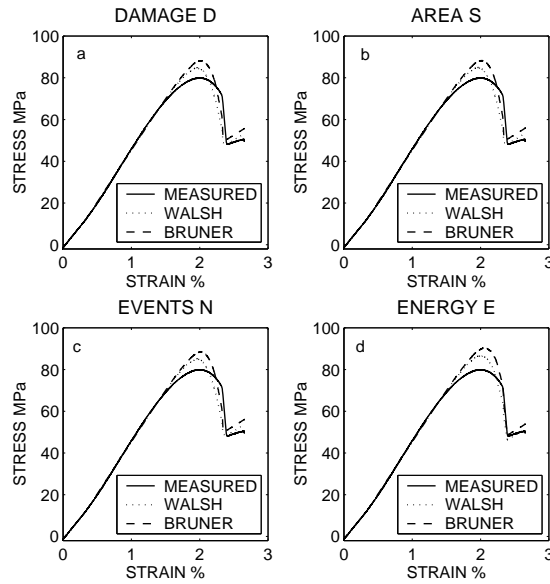 DAMAGE D
a
STRESS MPa
100
80
60
40
20
0
MEASURED
WALSH
BRUNER
0 1 2 3
STRAIN %
AREA S
b
STRESS MPa
100
80
60
40
20
0
MEASURED
WALSH
BRUNER
0 1 2 3
STRAIN %
EVENTS N
c
STRESS MPa
100
80
60
40
20
0
MEASURED
WALSH
BRUNER
0 1 2 3
STRAIN %
ENERGY E
d
STRESS MPa
100
80
60
40
20
0
MEASURED
WALSH
BRUNER
0 1 2 3
STRAIN %